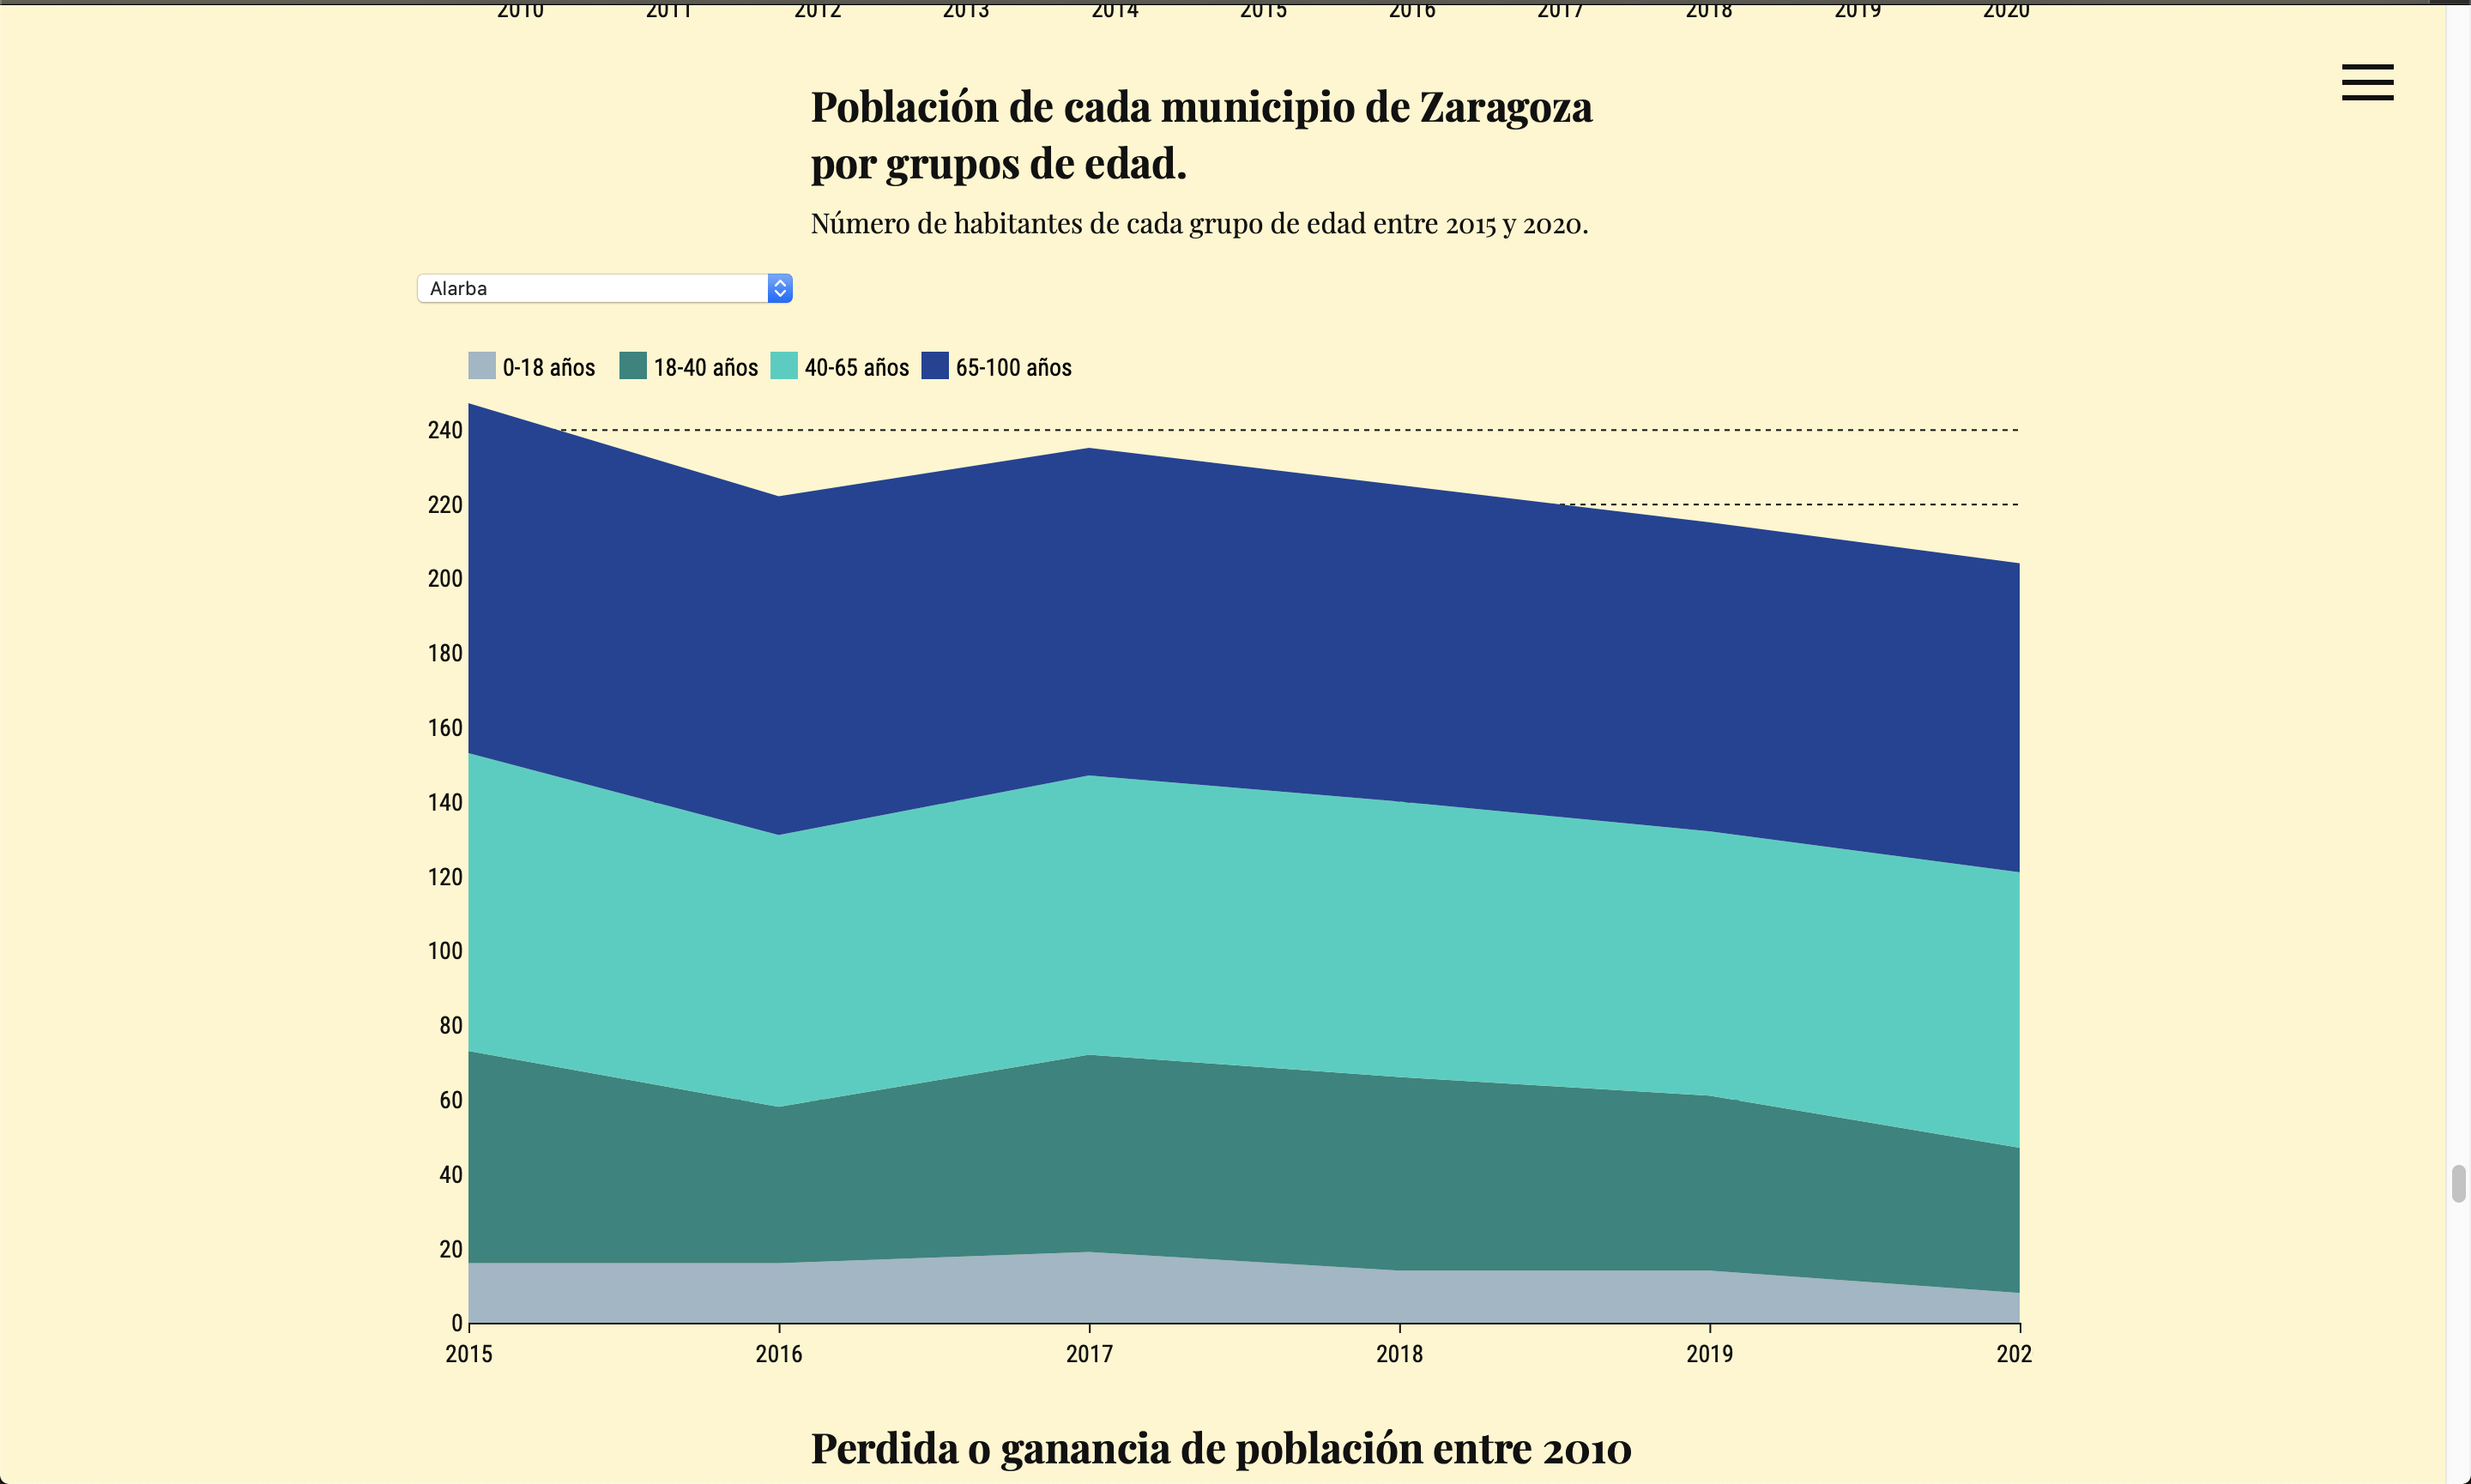 2010 2011 2012 2013 2014 2015 2016 2017 2018 2019 2020
Población de cada municipio de Zaragoza
por grupos de edad.
Número de habitantes de cada grupo de edad entre 2015 y 2020.
Alarba
0-18 años 18-40 años 40-65 años 65-100 años
240
220
200
180
160
140
120
100
80
60
40
20
0
2015 2016 2017 2018 2019 202
Perdida o ganancia de población entre 2010